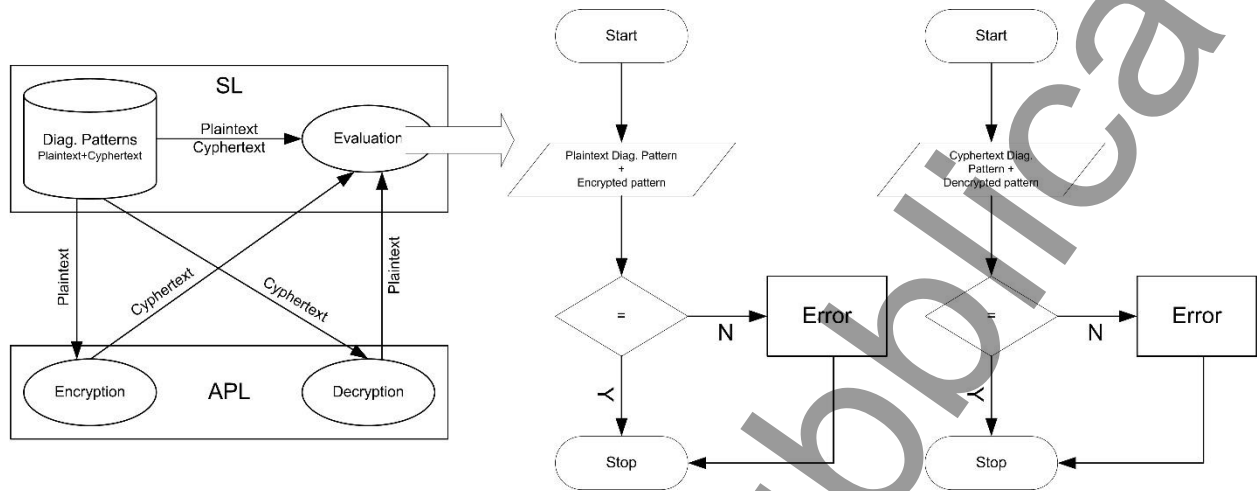 SL
Diag. Patterns
Plaintext+Cyphertext
Plaintext
Cyphertext
Evaluation
Plaintext
Cyphertext
Cyphertext
Plaintext
Encryption
APL
Decryption
Start
Plaintext Diag. Pattern
+
Encrypted pattern
=
N
Error
Y
Stop
Start
Cyphertext Diag.
Pattern +
Dencrypted pattern
=
N
Error
Y
Stop
bblica